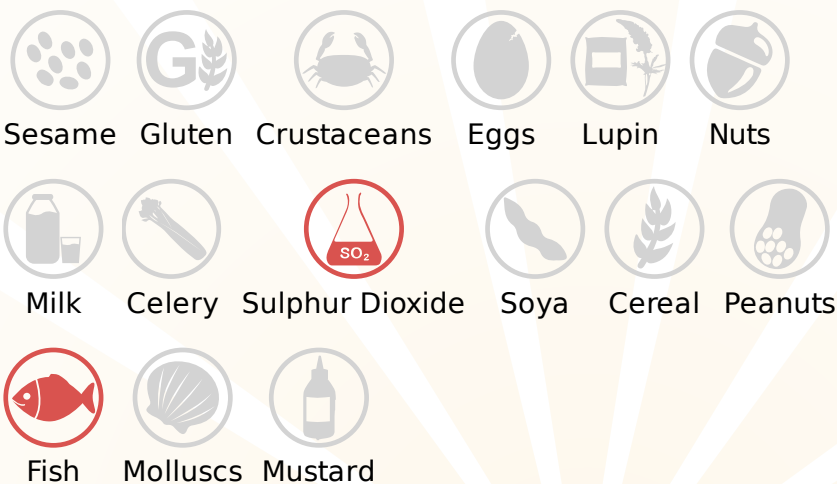 G
Sesame Gluten Crustaceans Eggs Lupin Nuts
SO₂
Milk Celery Sulphur Dioxide Soya Cereal Peanuts
Fish Molluscs Mustard